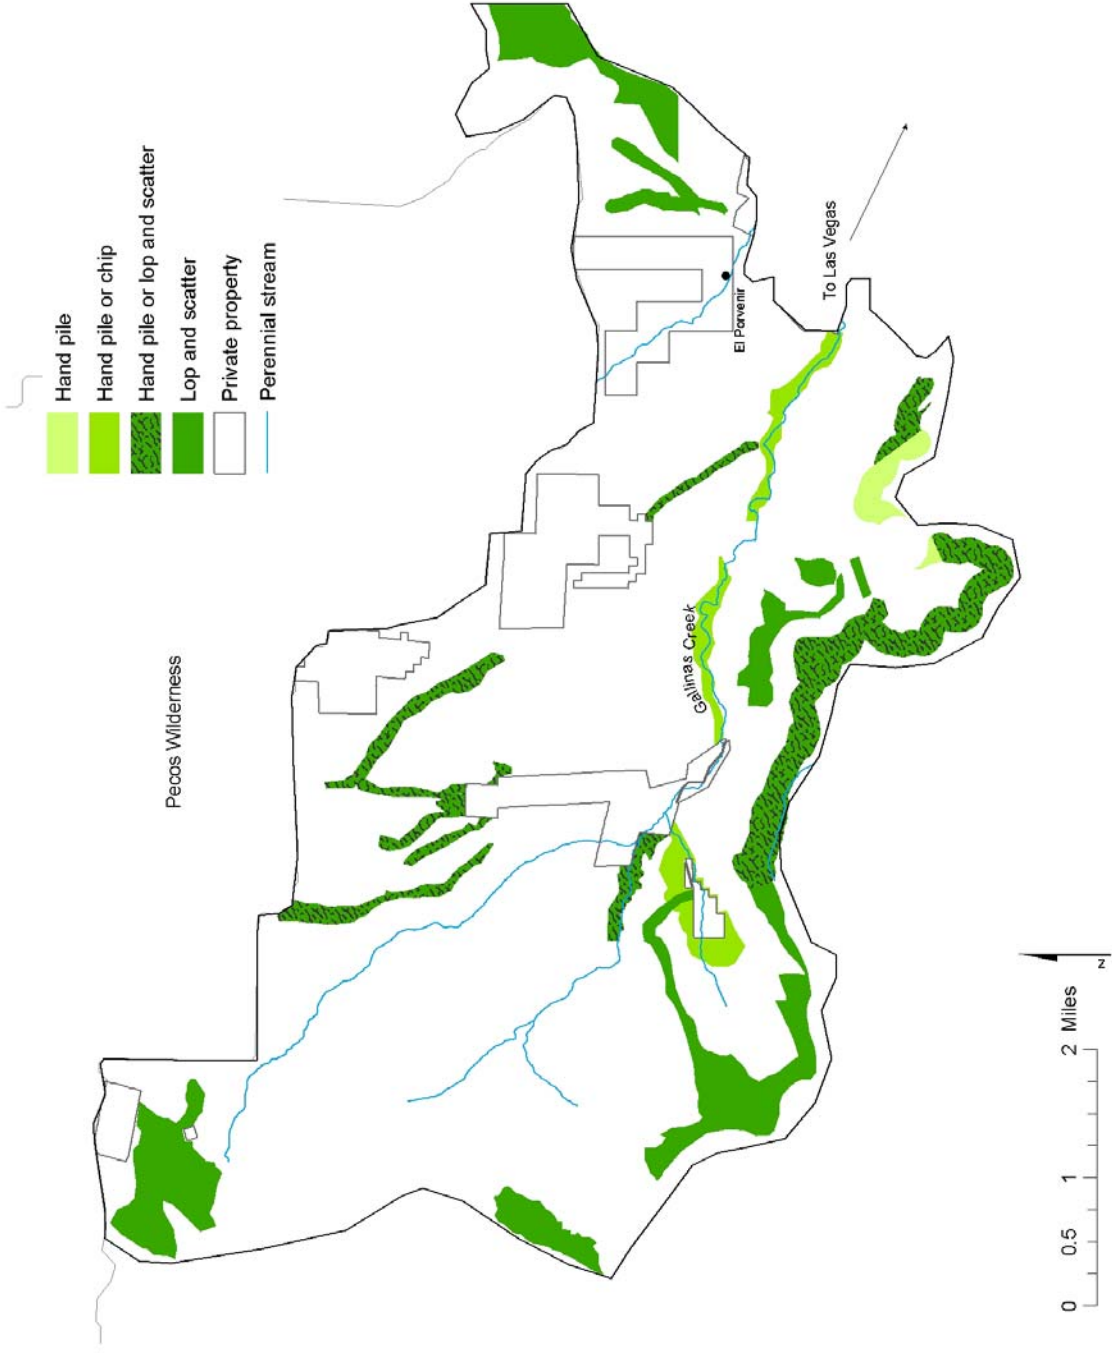 Hand pile
Hand pile or chip
Hand pile or lop and scatter
Lop and scatter
Private property
Perennial stream
Pecos Wilderness
El Porvenir
To Las Vegas
Gallinas Creek
0 0.5 1 2 Miles
N